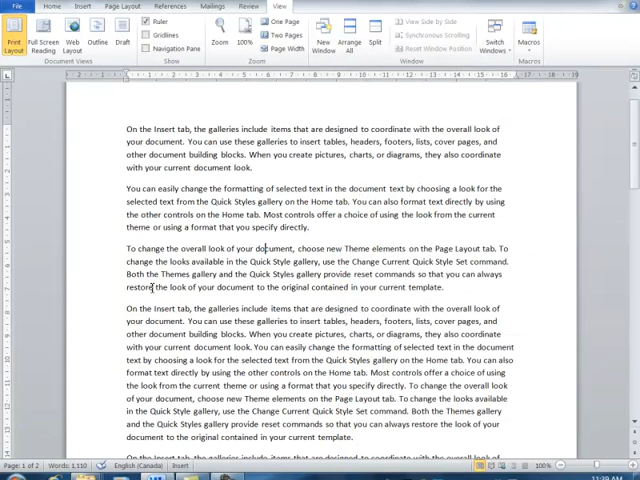 File Home Insert Page Layout References Mailings Review View
Print Layout Full Screen Reading Web Layout Outline Draft
Document Views
Ruler
Gridlines
Navigation Pane
Show
Zoom 100% One Page
Two Pages
Page Width
Zoom
New Window Arrange All Split
View Side by Side
Synchronous Scrolling
Reset Window Position
Switch Windows
Window
Macros
Macros
On the Insert tab, the galleries include items that are designed to coordinate with the overall look of
your document. You can use these galleries to insert tables, headers, footers, lists, cover pages, and
other document building blocks. When you create pictures, charts, or diagrams, they also coordinate
with your current document look.
You can easily change the formatting of selected text in the document text by choosing a look for the
selected text from the Quick Styles gallery on the Home tab. You can also format text directly by using
the other controls on the Home tab. Most controls offer a choice of using the look from the current
theme or using a format that you specify directly.
To change the overall look of your document, choose new Theme elements on the Page Layout tab. To
change the looks available in the Quick Style gallery, use the Change Current Quick Style Set command.
Both the Themes gallery and the Quick Styles gallery provide reset commands so that you can always
restore the look of your document to the original contained in your current template.
On the Insert tab, the galleries include items that are designed to coordinate with the overall look of
your document. You can use these galleries to insert tables, headers, footers, lists, cover pages, and
other document building blocks. When you create pictures, charts, or diagrams, they also coordinate
with your current document look. You can easily change the formatting of selected text in the document
text by choosing a look for the selected text from the Quick Styles gallery on the Home tab. You can also
format text directly by using the other controls on the Home tab. Most controls offer a choice of using
the look from the current theme or using a format that you specify directly. To change the overall look
of your document, choose new Theme elements on the Page Layout tab. To change the looks available
in the Quick Style gallery, use the Change Current Quick Style Set command. Both the Themes gallery
and the Quick Styles gallery provide reset commands so that you can always restore the look of your
document to the original contained in your current template.
On the Insert tab, the galleries include items that are designed to coordinate with the overall look of
Page: 1 of 2 Words: 1,110 English (Canada) Insert 100%
11:39 AM